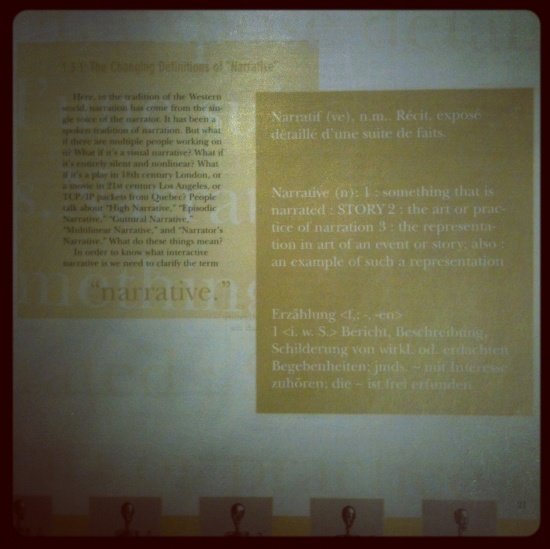 1.3.1: The Changing Definitions of "Narrative"
Here, in the tradition of the Western
world, narration has come from the sin-
gle voice of the narrator. It has been a
spoken tradition of narration. But what
if there are multiple people working on
it? What if it's a visual narrative? What if
it's entirely silent and nonlinear? What
if it's a play in 18th century London, or
a movie in 21st century Los Angeles, or
TCP/IP packets from Quebec? People
talk about "High Narrative," "Episodic
Narrative," "Guttural Narrative,"
"Multilinear Narrative," and "Narrator's
Narrative." What do these things mean?
In order to know what interactive
narrative is we need to clarify the term
"narrative."
Narratif (ve), n.m.. Récit, exposé
détaillé d'une suite de faits.
Narrative (n): 1 : something that is
narrated : STORY 2 : the art or prac-
tice of narration 3 : the representa-
tion in art of an event or story; also :
an example of such a representation
Erzählung <f.; -, -en>
1 <i. w. S.> Bericht, Beschreibung,
Schilderung von wirkl. od. erdachten
Begebenheiten; jmds. ~ mit Interesse
zuhören; die ~ ist frei erfunden